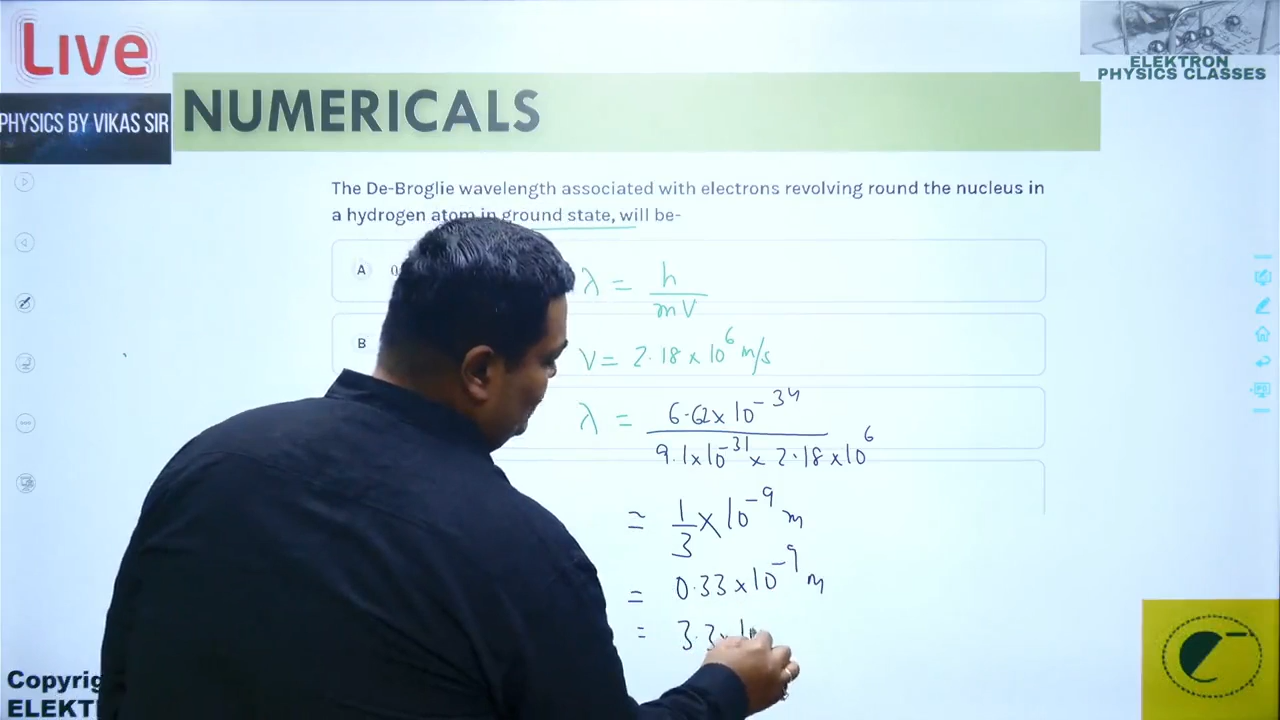 Live
ELEKTRON
PHYSICS CLASSES
PHYSICS BY VIKAS SIR
NUMERICALS
The De-Broglie wavelength associated with electrons revolving round the nucleus in
a hydrogen atom in ground state, will be-
A
λ = h / mV
B
V = 2.18 x 10^6 m/s
λ = 6.62 x 10^-34 / 9.1 x 10^-31 x 2.18 x 10^6
≈ 1/3 x 10^-9 m
= 0.33 x 10^-9 m
= 3.3 x
Copyrig
ELEKT